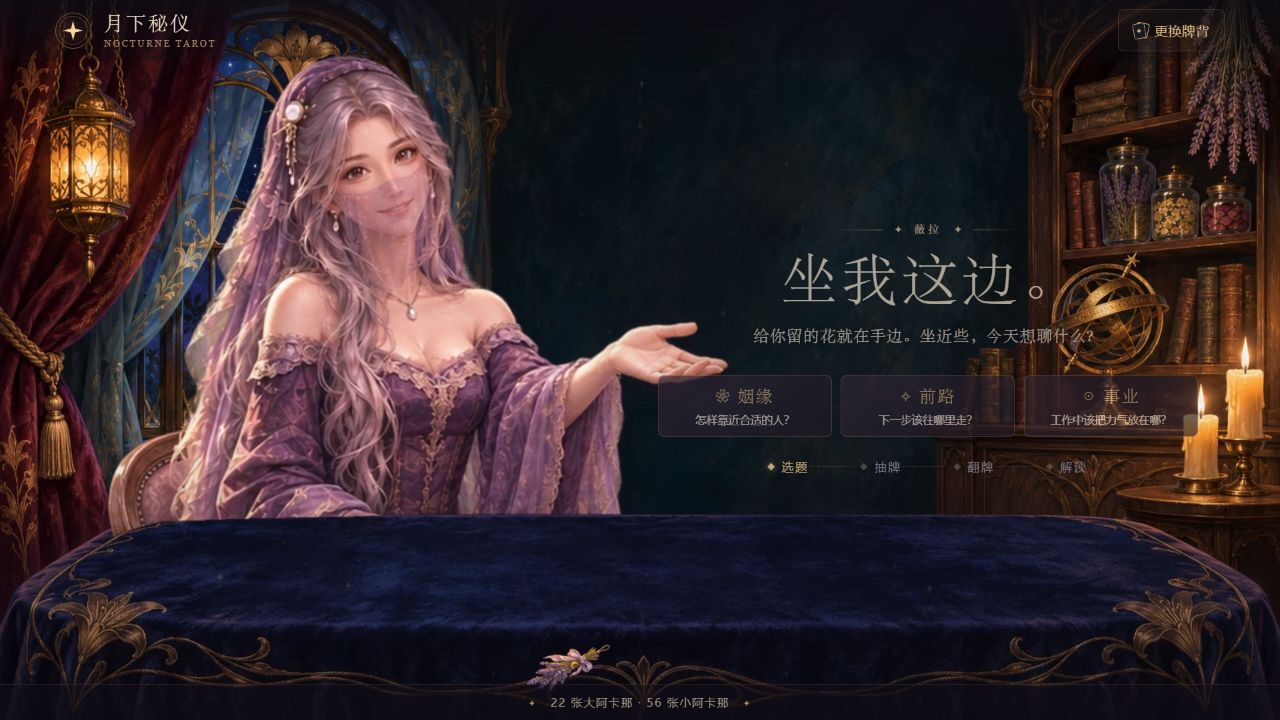 月下秘仪
NOCTURNE TAROT
更换牌背
薇拉
坐我这边。
给你留的花就在手边。坐近些，今天想聊什么？
姻缘
怎样靠近合适的人？
前路
下一步该往哪里走？
事业
工作中该把力气放在哪？
选题
抽牌
翻牌
解读
22 张大阿卡那 · 56 张小阿卡那